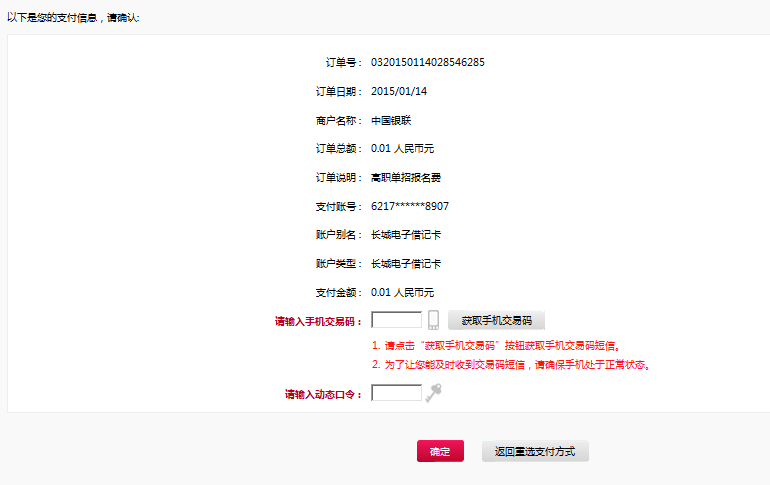 以下是您的支付信息，请确认:
订单号： 0320150114028546285
订单日期： 2015/01/14
商户名称： 中国银联
订单总额： 0.01 人民币元
订单说明： 高职单招报名费
支付账号： 6217******8907
账户别名： 长城电子借记卡
账户类型： 长城电子借记卡
支付金额： 0.01 人民币元
请输入手机交易码： 获取手机交易码
1. 请点击“获取手机交易码”按钮获取手机交易码短信。
2. 为了让您能及时收到交易码短信，请确保手机处于正常状态。
请输入动态口令：
确定 返回重选支付方式